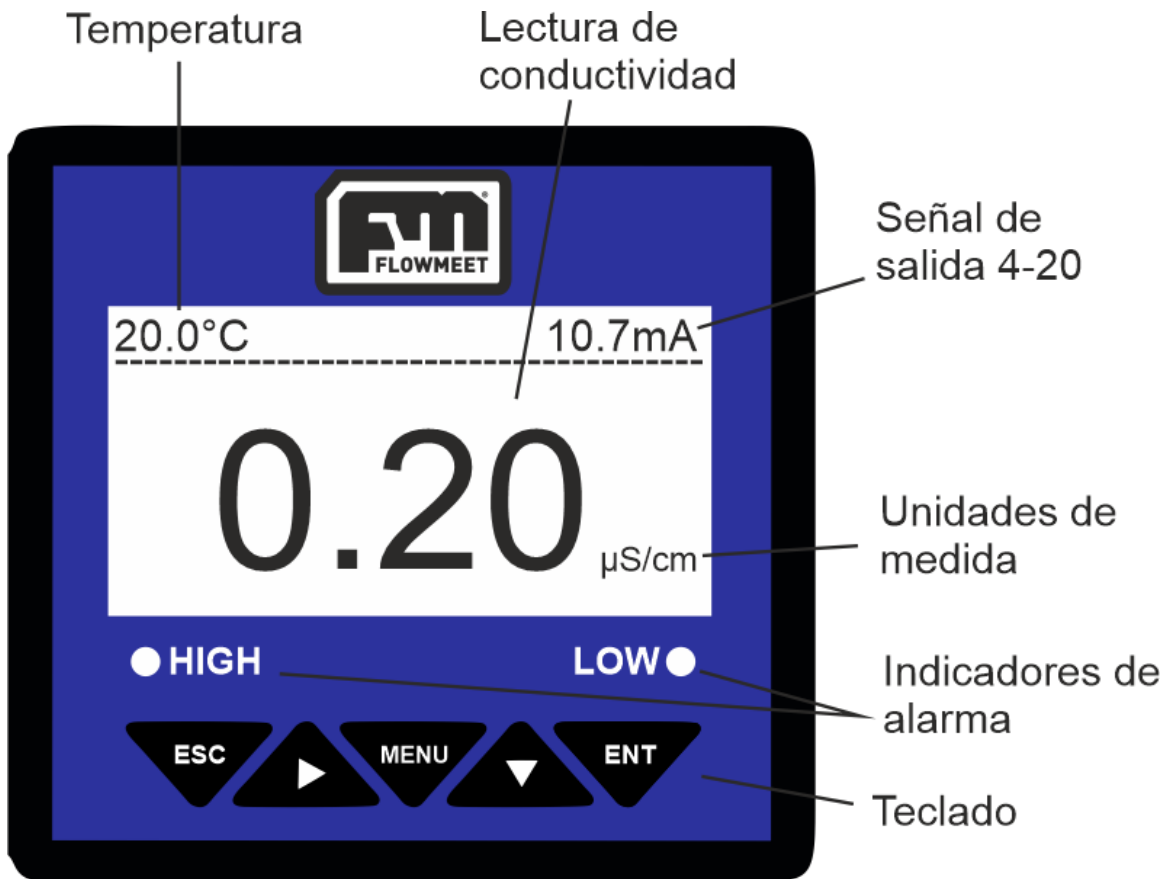 Temperatura
Lectura de
conductividad
FM®
FLOWMEET
Señal de
salida 4-20
20.0°C 10.7mA
0.20
µS/cm
Unidades de
medida
HIGH LOW
Indicadores de
alarma
ESC MENU ENT
Teclado